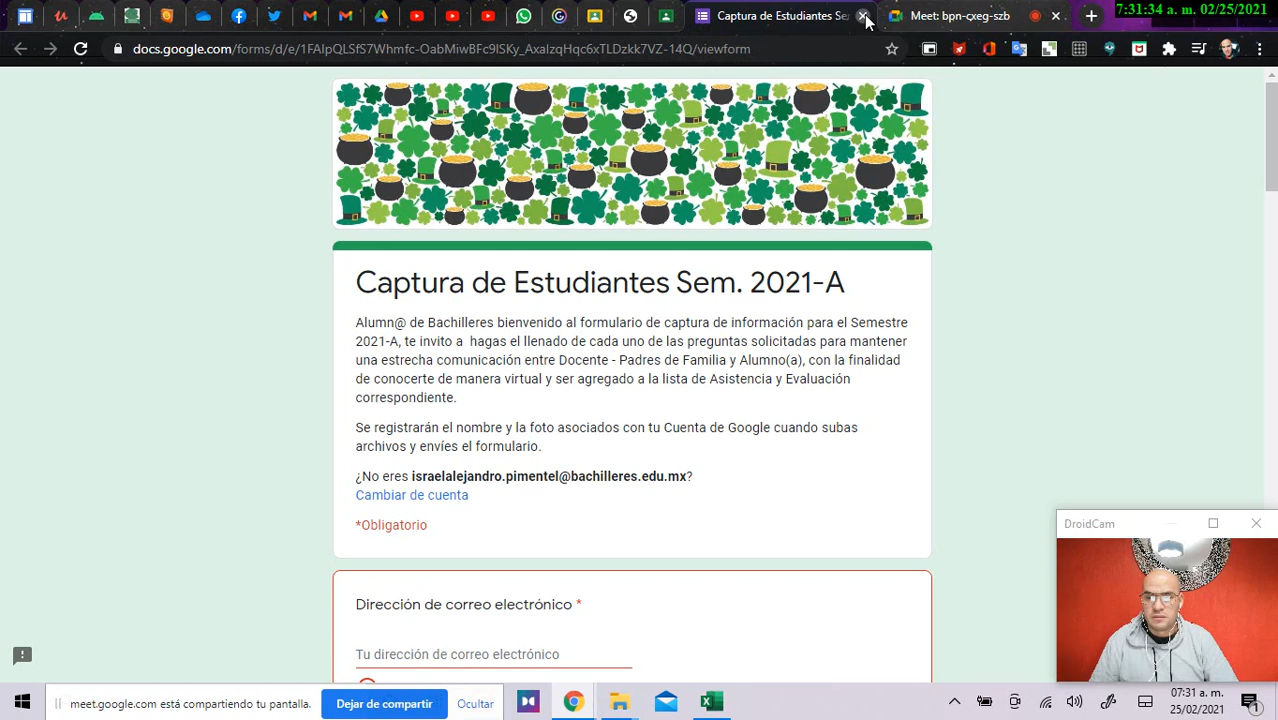 Captura de Estudiantes Se
Meet: bpn-cxeg-szb
7:31:34 a. m. 02/25/2021
docs.google.com/forms/d/e/1FAIpQLSfS7Whmfc-OabMiwBFc9lSKy_AxaIzqHqc6xTLDzkk7VZ-14Q/viewform
Captura de Estudiantes Sem. 2021-A
Alumn@ de Bachilleres bienvenido al formulario de captura de información para el Semestre
2021-A, te invito a hagas el llenado de cada uno de las preguntas solicitadas para mantener
una estrecha comunicación entre Docente - Padres de Familia y Alumno(a), con la finalidad
de conocerte de manera virtual y ser agregado a la lista de Asistencia y Evaluación
correspondiente.
Se registrarán el nombre y la foto asociados con tu Cuenta de Google cuando subas
archivos y envíes el formulario.
¿No eres israelalejandro.pimentel@bachilleres.edu.mx?
Cambiar de cuenta
*Obligatorio
DroidCam
Dirección de correo electrónico *
Tu dirección de correo electrónico
meet.google.com está compartiendo tu pantalla.
Dejar de compartir
Ocultar
07:31 a. m.
25/02/2021
1